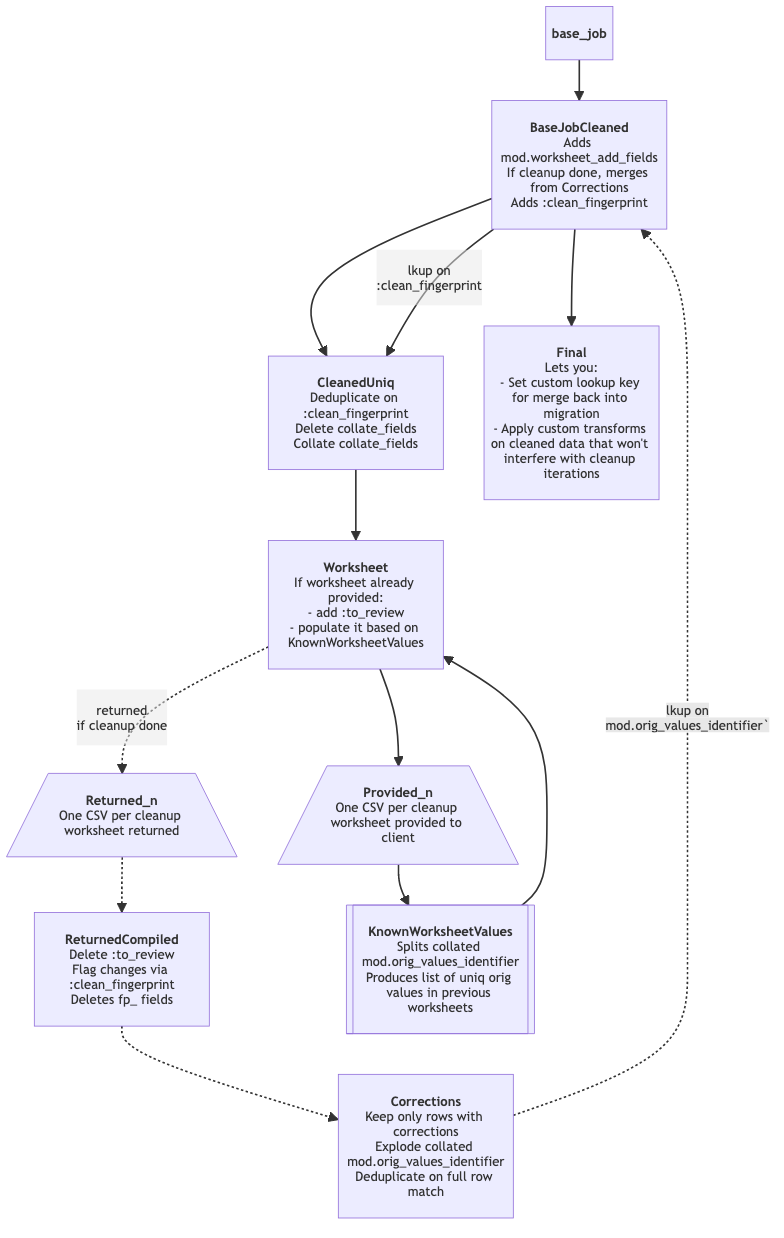 base_job
BaseJobCleaned
Adds
mod.worksheet_add_fields
If cleanup done, merges
from Corrections
Adds :clean_fingerprint
lkup on
:clean_fingerprint
CleanedUniq
Deduplicate on
:clean_fingerprint
Delete collate_fields
Collate collate_fields
Final
Lets you:
- Set custom lookup key
for merge back into
migration
- Apply custom transforms
on cleaned data that won't
interfere with cleanup
iterations
Worksheet
If worksheet already
provided:
- add :to_review
- populate it based on
KnownWorksheetValues
returned
if cleanup done
lkup on
mod.orig_values_identifier`
Returned_n
One CSV per cleanup
worksheet returned
Provided_n
One CSV per cleanup
worksheet provided to
client
ReturnedCompiled
Delete :to_review
Flag changes via
:clean_fingerprint
Deletes fp_ fields
KnownWorksheetValues
Splits collated
mod.orig_values_identifier
Produces list of uniq orig
values in previous
worksheets
Corrections
Keep only rows with
corrections
Explode collated
mod.orig_values_identifier
Deduplicate on full row
match